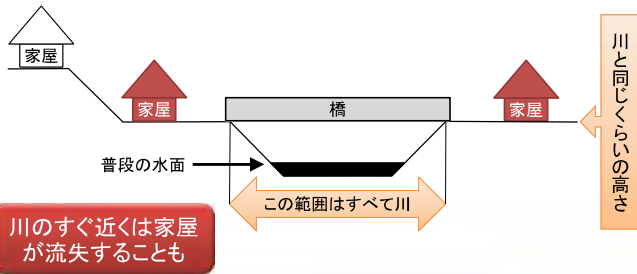 家屋
家屋
橋
家屋
川と同じくらいの高さ
普段の水面
この範囲はすべて川
川のすぐ近くは家屋
が流失することも